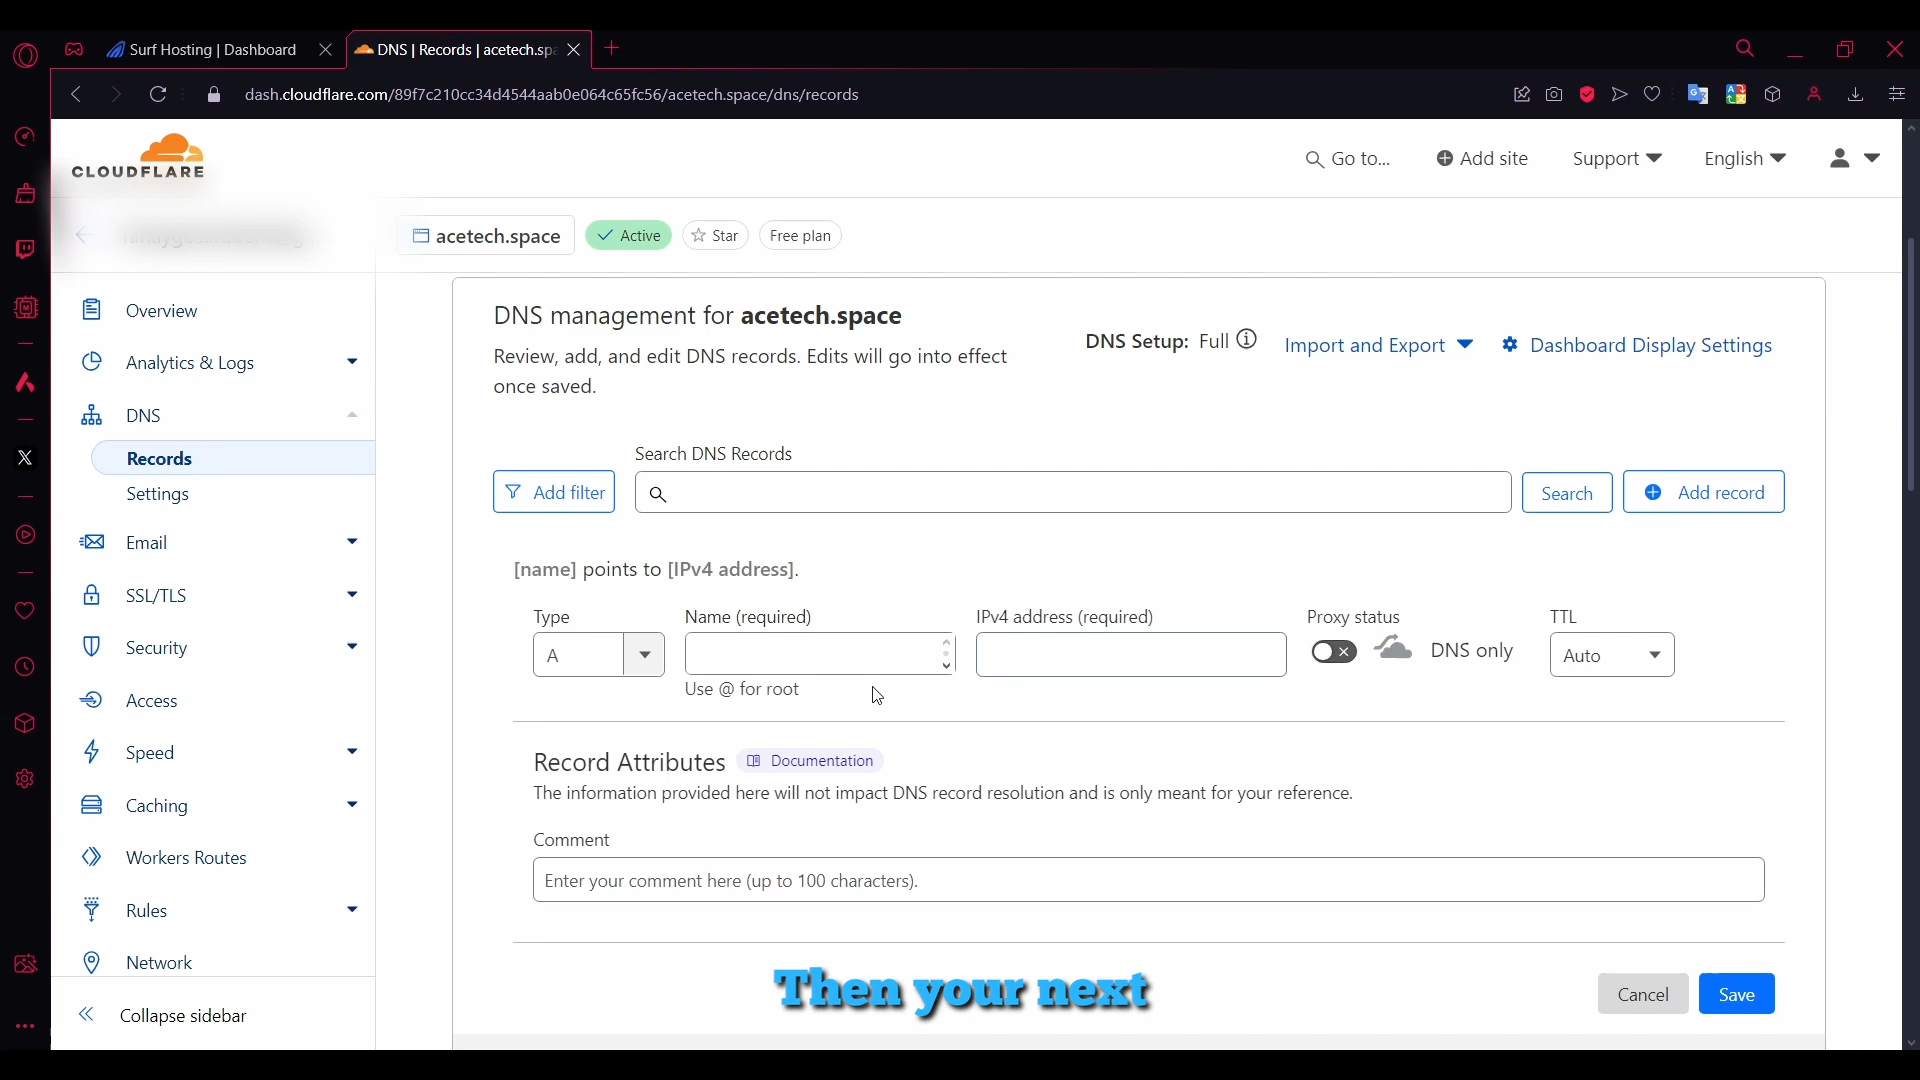 Surf Hosting | Dashboard
DNS | Records | acetech.spa
dash.cloudflare.com/89f7c210cc34d4544aab0e064c65fc56/acetech.space/dns/records
CLOUDFLARE
Go to...
Add site
Support
English
acetech.space
Active
Star
Free plan
Overview
Analytics & Logs
DNS
Records
Settings
Email
SSL/TLS
Security
Access
Speed
Caching
Workers Routes
Rules
Network
Collapse sidebar
DNS management for acetech.space
Review, add, and edit DNS records. Edits will go into effect
once saved.
DNS Setup: Full
Import and Export
Dashboard Display Settings
Search DNS Records
Add filter
Search
Add record
[name] points to [IPv4 address].
Type
Name (required)
IPv4 address (required)
Proxy status
TTL
A
DNS only
Auto
Use @ for root
Record Attributes
Documentation
The information provided here will not impact DNS record resolution and is only meant for your reference.
Comment
Enter your comment here (up to 100 characters).
Then your next
Cancel
Save